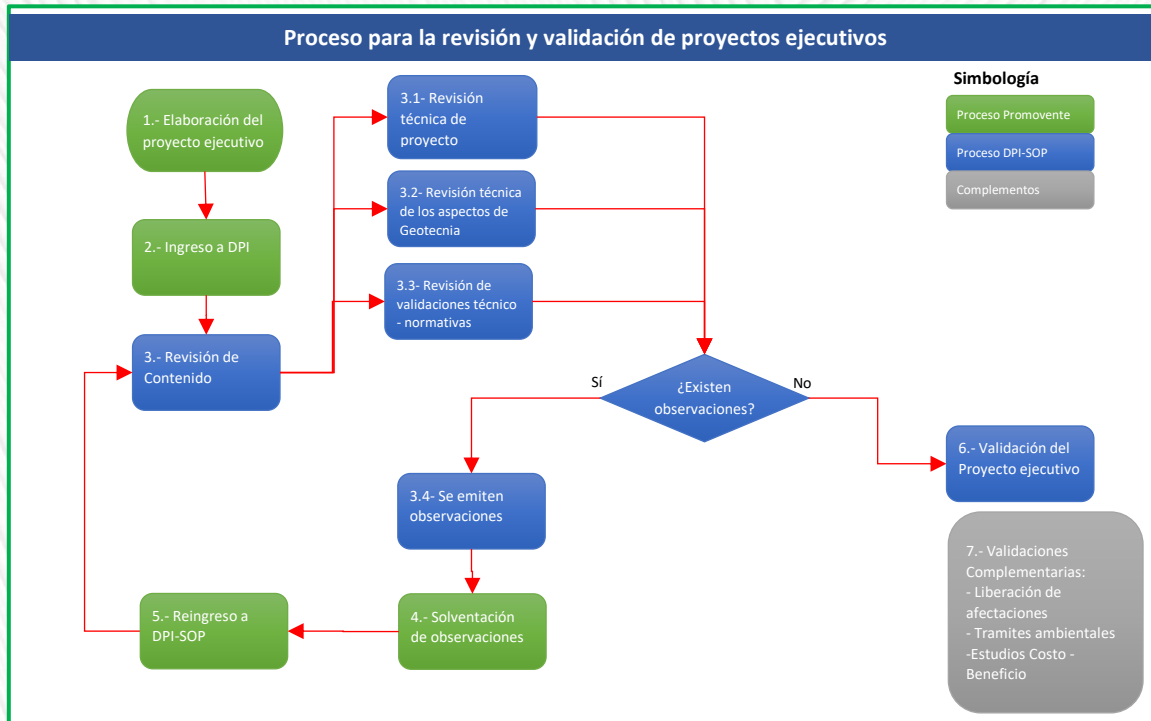 Proceso para la revisión y validación de proyectos ejecutivos
Simbología
Proceso Promovente
Proceso DPI-SOP
Complementos
1.- Elaboración del
proyecto ejecutivo
2.- Ingreso a DPI
3.- Revisión de
Contenido
3.1- Revisión
técnica de
proyecto
3.2- Revisión técnica
de los aspectos de
Geotecnia
3.3- Revisión de
validaciones técnico
- normativas
¿Existen
observaciones?
Sí
No
3.4- Se emiten
observaciones
4.- Solventación
de observaciones
5.- Reingreso a
DPI-SOP
6.- Validación del
Proyecto ejecutivo
7.- Validaciones
Complementarias:
- Liberación de
afectaciones
- Tramites ambientales
-Estudios Costo -
Beneficio